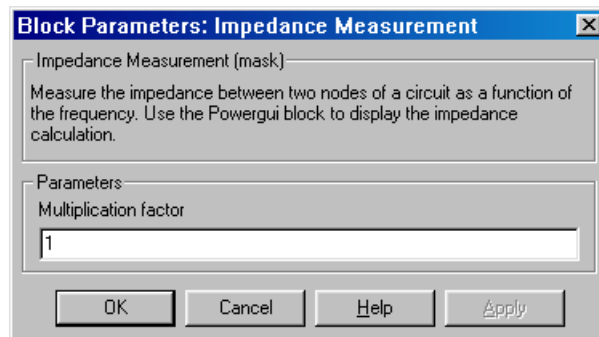 Block Parameters: Impedance Measurement
Impedance Measurement (mask)
Measure the impedance between two nodes of a circuit as a function of
the frequency. Use the Powergui block to display the impedance
calculation.
Parameters
Multiplication factor
1
OK Cancel Help Apply